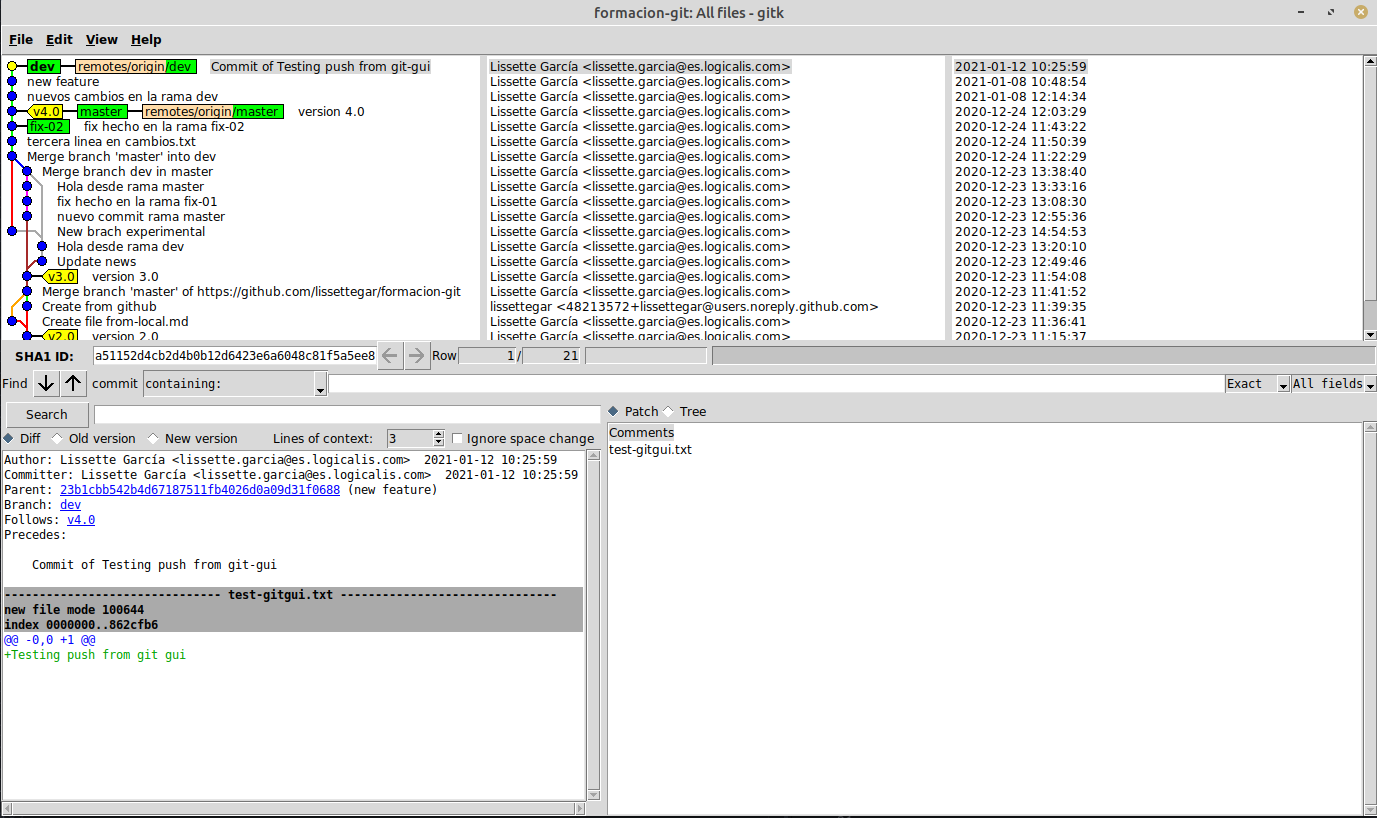 formacion-git: All files - gitk
File Edit View Help
dev remotes/origin/dev Commit of Testing push from git-gui Lissette García <lissette.garcia@es.logicalis.com> 2021-01-12 10:25:59
new feature Lissette García <lissette.garcia@es.logicalis.com> 2021-01-08 10:48:54
nuevos cambios en la rama dev Lissette García <lissette.garcia@es.logicalis.com> 2021-01-08 12:14:34
v4.0 master remotes/origin/master version 4.0 Lissette García <lissette.garcia@es.logicalis.com> 2020-12-24 12:03:29
fix-02 fix hecho en la rama fix-02 Lissette García <lissette.garcia@es.logicalis.com> 2020-12-24 11:43:22
tercera linea en cambios.txt Lissette García <lissette.garcia@es.logicalis.com> 2020-12-24 11:50:39
Merge branch 'master' into dev Lissette García <lissette.garcia@es.logicalis.com> 2020-12-24 11:22:29
Merge branch dev in master Lissette García <lissette.garcia@es.logicalis.com> 2020-12-23 13:38:40
Hola desde rama master Lissette García <lissette.garcia@es.logicalis.com> 2020-12-23 13:33:16
fix hecho en la rama fix-01 Lissette García <lissette.garcia@es.logicalis.com> 2020-12-23 13:08:30
nuevo commit rama master Lissette García <lissette.garcia@es.logicalis.com> 2020-12-23 12:55:36
New brach experimental Lissette García <lissette.garcia@es.logicalis.com> 2020-12-23 14:54:53
Hola desde rama dev Lissette García <lissette.garcia@es.logicalis.com> 2020-12-23 13:20:10
Update news Lissette García <lissette.garcia@es.logicalis.com> 2020-12-23 12:49:46
v3.0 version 3.0 Lissette García <lissette.garcia@es.logicalis.com> 2020-12-23 11:54:08
Merge branch 'master' of https://github.com/lissettegar/formacion-git Lissette García <lissette.garcia@es.logicalis.com> 2020-12-23 11:41:52
Create from github lissettegar <48213572+lissettegar@users.noreply.github.com> 2020-12-23 11:39:35
Create file from-local.md Lissette García <lissette.garcia@es.logicalis.com> 2020-12-23 11:36:41
v2.0 version 2.0 Lissette García <lissette.garcia@es.logicalis.com> 2020-12-23 11:15:37
SHA1 ID: a51152d4cb2d4b0b12d6423e6a6048c81f5a5ee8 Row 1 / 21
Find commit containing: Exact All fields
Search
Patch Tree
Diff Old version New version Lines of context: 3 Ignore space change
Comments
test-gitgui.txt
Author: Lissette García <lissette.garcia@es.logicalis.com> 2021-01-12 10:25:59
Committer: Lissette García <lissette.garcia@es.logicalis.com> 2021-01-12 10:25:59
Parent: 23b1cbb542b4d67187511fb4026d0a09d31f0688 (new feature)
Branch: dev
Follows: v4.0
Precedes:
Commit of Testing push from git-gui
------------------------------- test-gitgui.txt -------------------------------
new file mode 100644
index 0000000..862cfb6
@@ -0,0 +1 @@
+Testing push from git gui